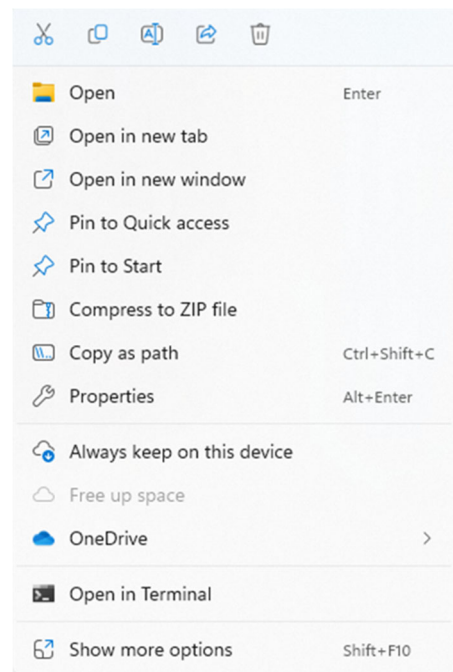 Open Enter
Open in new tab
Open in new window
Pin to Quick access
Pin to Start
Compress to ZIP file
Copy as path Ctrl+Shift+C
Properties Alt+Enter
Always keep on this device
Free up space
OneDrive
Open in Terminal
Show more options Shift+F10